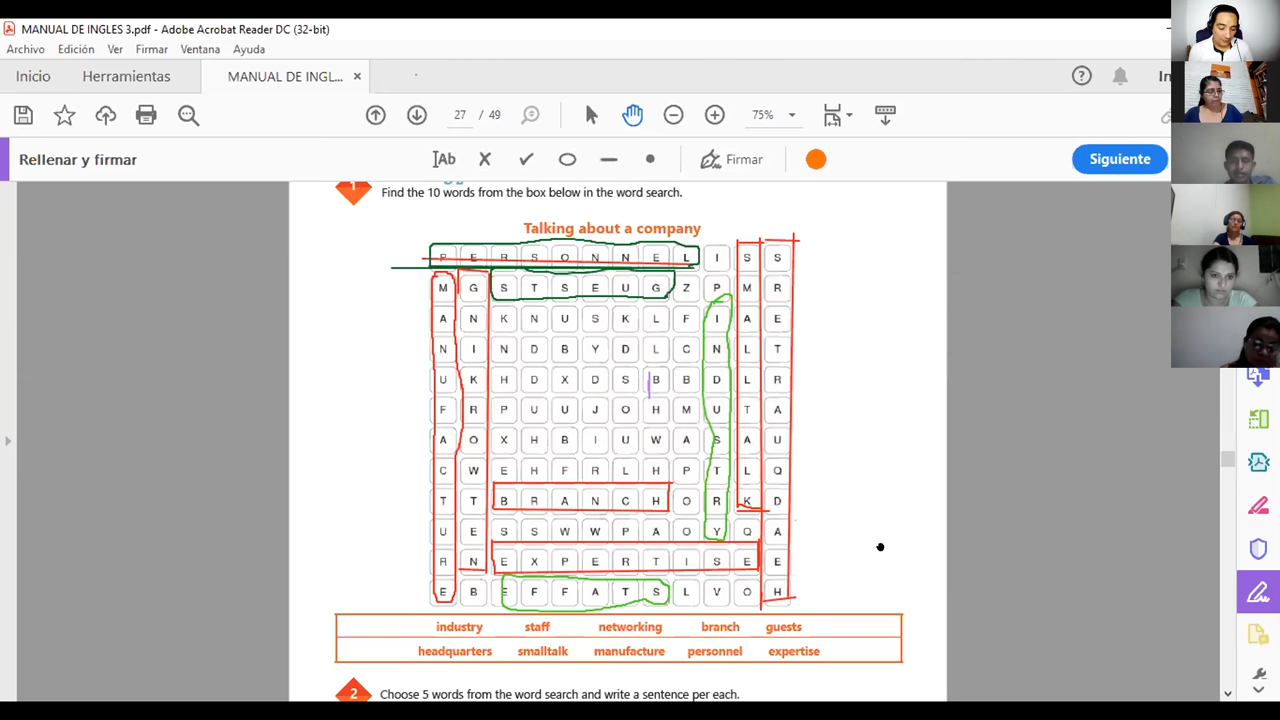 MANUAL DE INGLES 3.pdf - Adobe Acrobat Reader DC (32-bit)
Archivo Edición Ver Firmar Ventana Ayuda
Inicio Herramientas MANUAL DE INGL... ×
27 / 49 75%
Rellenar y firmar
Ab Firmar Siguiente
1 Find the 10 words from the box below in the word search.
Talking about a company
P E R S O N N E L I S S
M G S T S E U G Z P M R
A N K N U S K L F I A E
N I N D B Y D L C N L T
U K H D X D S B B D L R
F R P U U J O H M U T A
A O X H B I U W A S A U
C W E H F R L H P T L Q
T T B R A N C H O R K D
U E S S W W P A O Y Q A
R N E X P E R T I S E E
E B E F F A T S L V O H
industry staff networking branch guests
headquarters smalltalk manufacture personnel expertise
2 Choose 5 words from the word search and write a sentence per each.